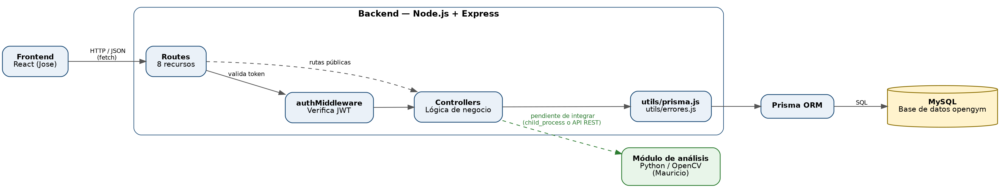 Backend — Node.js + Express
Frontend
React (Jose)
HTTP / JSON
(fetch)
Routes
8 recursos
rutas públicas
valida token
authMiddleware
Verifica JWT
Controllers
Lógica de negocio
utils/prisma.js
utils/errores.js
Prisma ORM
SQL
MySQL
Base de datos opengym
pendiente de integrar
(child_process o API REST)
Módulo de análisis
Python / OpenCV
(Mauricio)